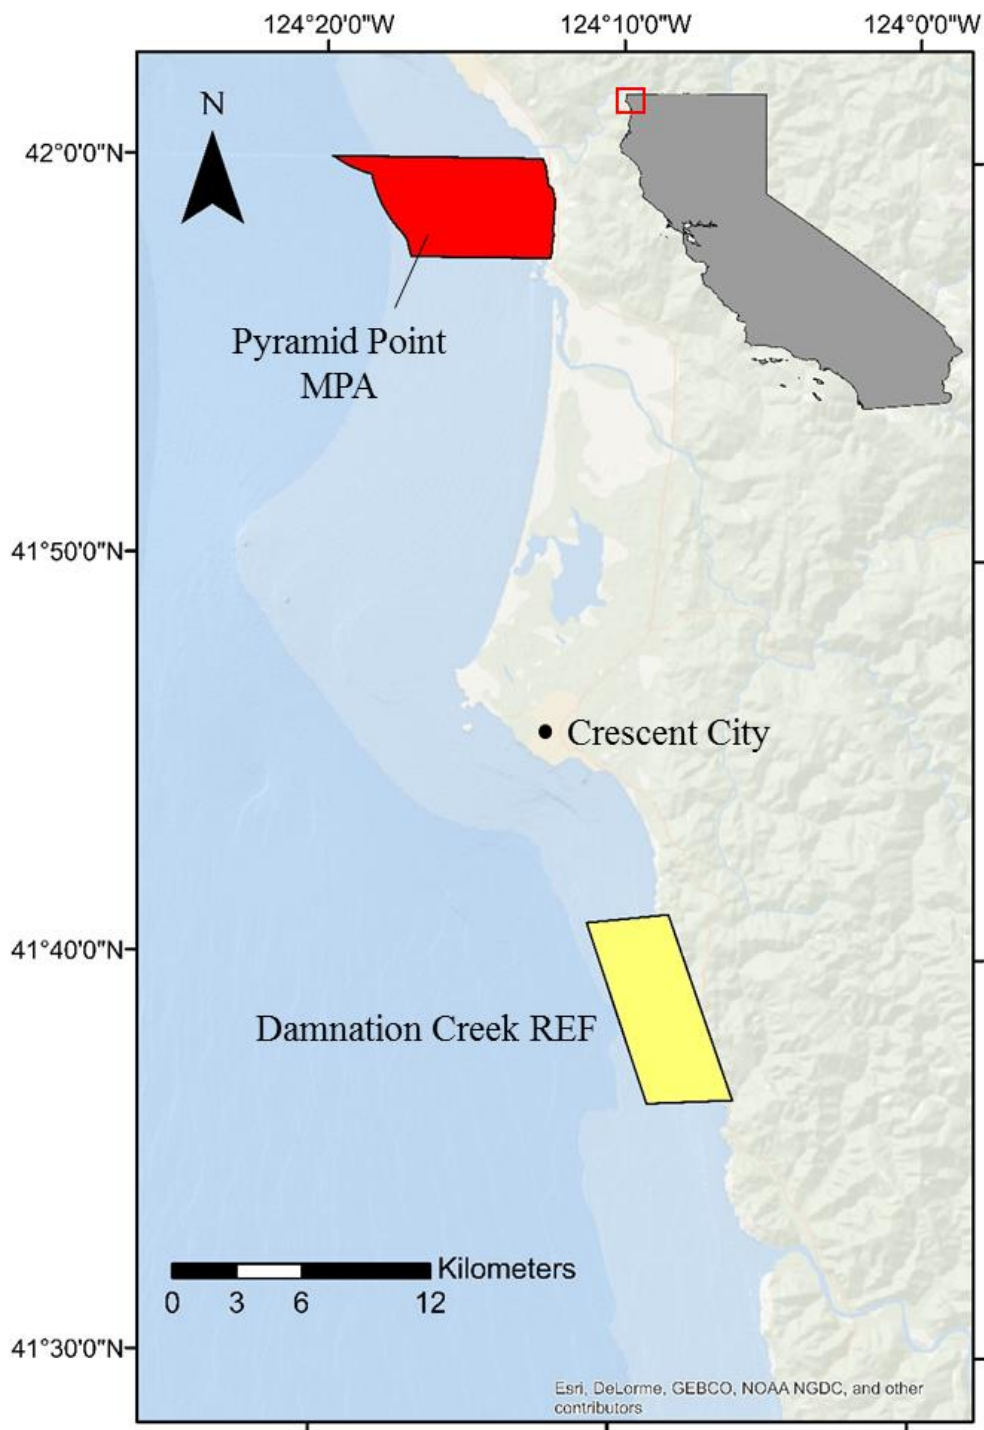 124°20'0"W 124°10'0"W 124°0'0"W
N
42°0'0"N
Pyramid Point
MPA
41°50'0"N
Crescent City
41°40'0"N
Damnation Creek REF
Kilometers
0 3 6 12
41°30'0"N
Esri, DeLorme, GEBCO, NOAA NGDC, and other
contributors